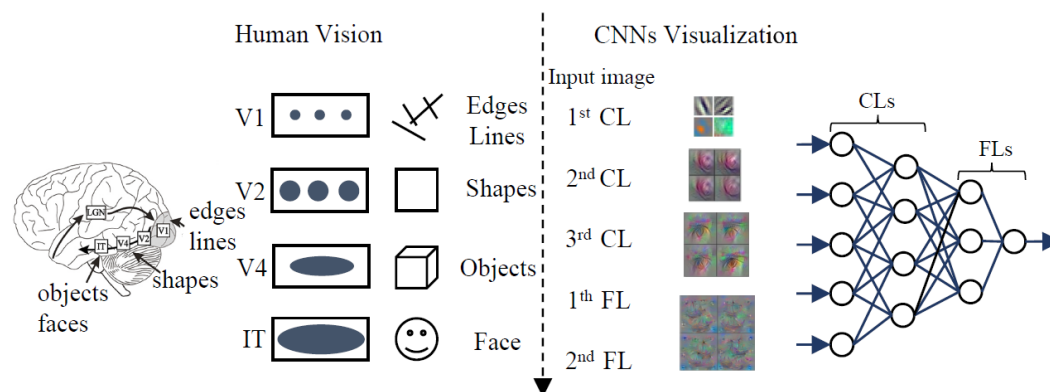 Human Vision
CNNs Visualization
LGN
IT
V4
V2
V1
edges
lines
shapes
objects
faces
V1
Edges
Lines
V2
Shapes
V4
Objects
IT
Face
Input image
1st CL
2nd CL
3rd CL
1th FL
2nd FL
CLs
FLs